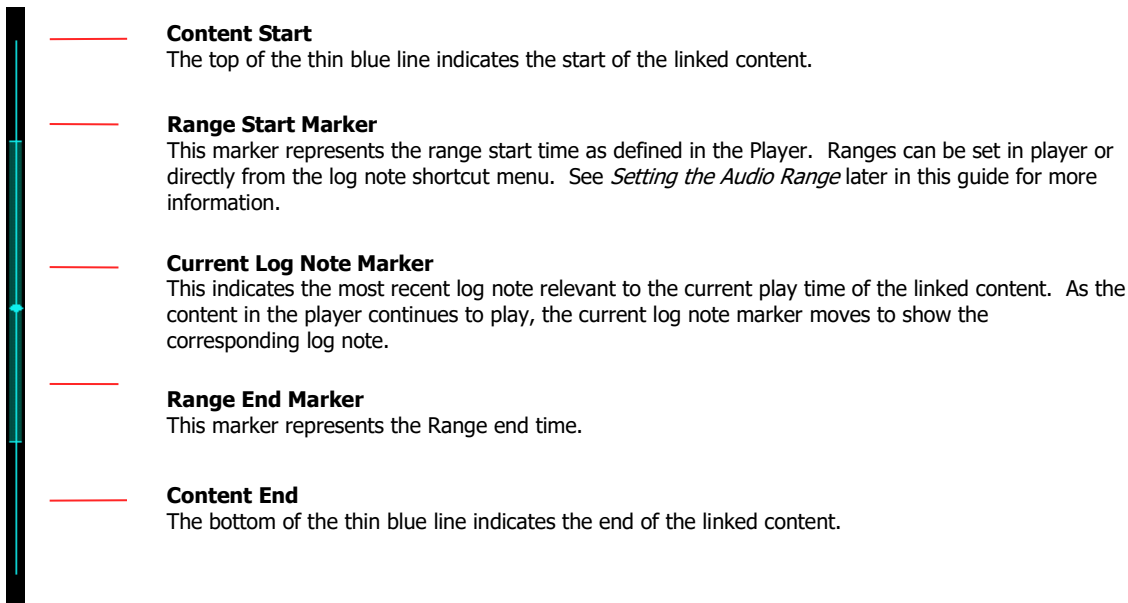 Content Start
The top of the thin blue line indicates the start of the linked content.
Range Start Marker
This marker represents the range start time as defined in the Player.  Ranges can be set in player or
directly from the log note shortcut menu.  See Setting the Audio Range later in this guide for more
information.
Current Log Note Marker
This indicates the most recent log note relevant to the current play time of the linked content.  As the
content in the player continues to play, the current log note marker moves to show the
corresponding log note.
Range End Marker
This marker represents the Range end time.
Content End
The bottom of the thin blue line indicates the end of the linked content.